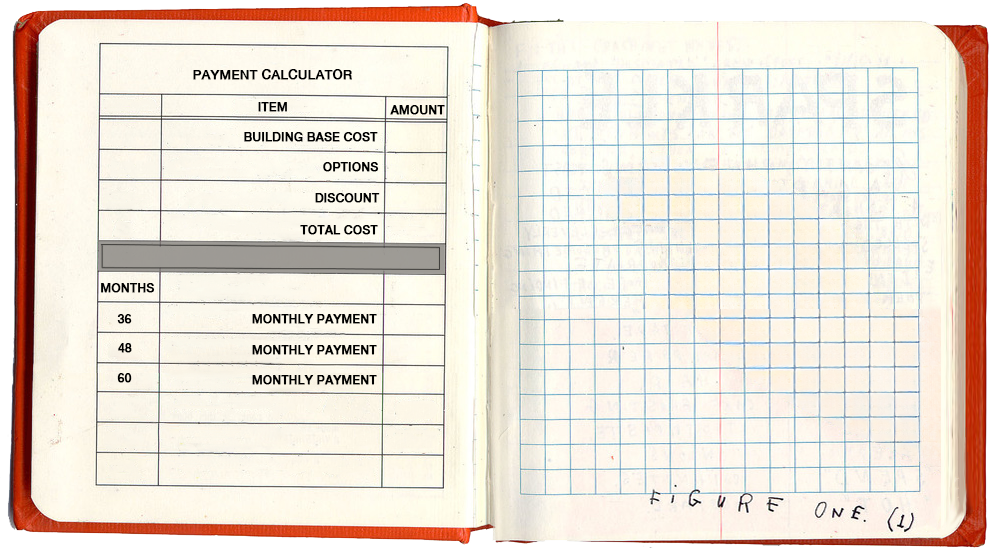 PAYMENT CALCULATOR
ITEM AMOUNT
BUILDING BASE COST
OPTIONS
DISCOUNT
TOTAL COST
MONTHS
36 MONTHLY PAYMENT
48 MONTHLY PAYMENT
60 MONTHLY PAYMENT
FiGURE ONE. (1)